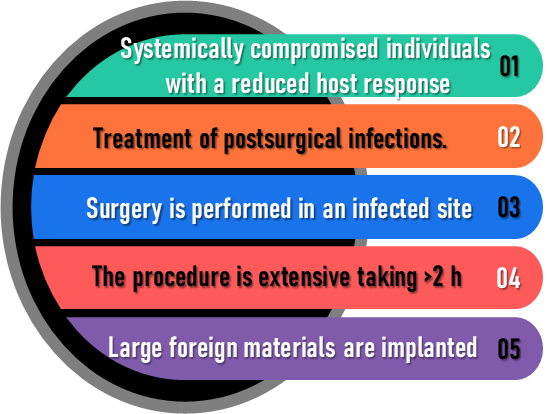 Systemically compromised individuals
with a reduced host response
01
Treatment of postsurgical infections.
02
Surgery is performed in an infected site
03
The procedure is extensive taking >2 h
04
Large foreign materials are implanted
05